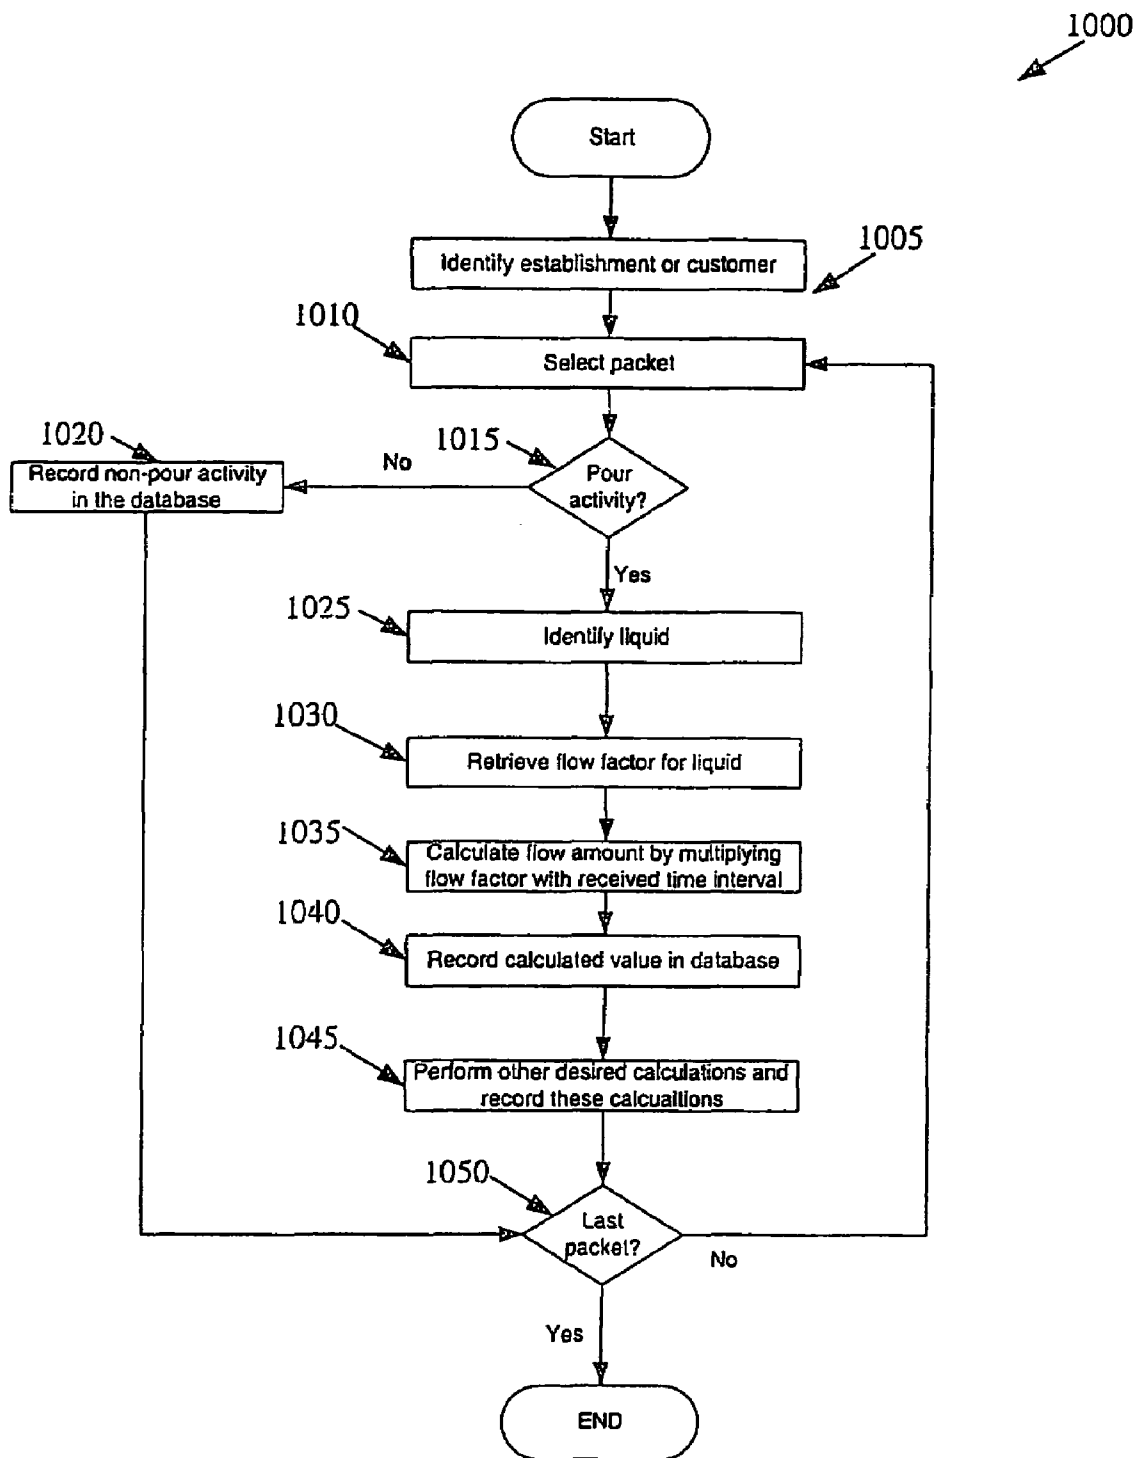 1000
Start
Identify establishment or customer
1005
1010
Select packet
1020
1015
Record non-pour activity
in the database
No
Pour
activity?
Yes
1025
Identify liquid
1030
Retrieve flow factor for liquid
1035
Calculate flow amount by multiplying
flow factor with received time interval
1040
Record calculated value in database
1045
Perform other desired calculations and
record these calcualtions
1050
Last
packet?
No
Yes
END